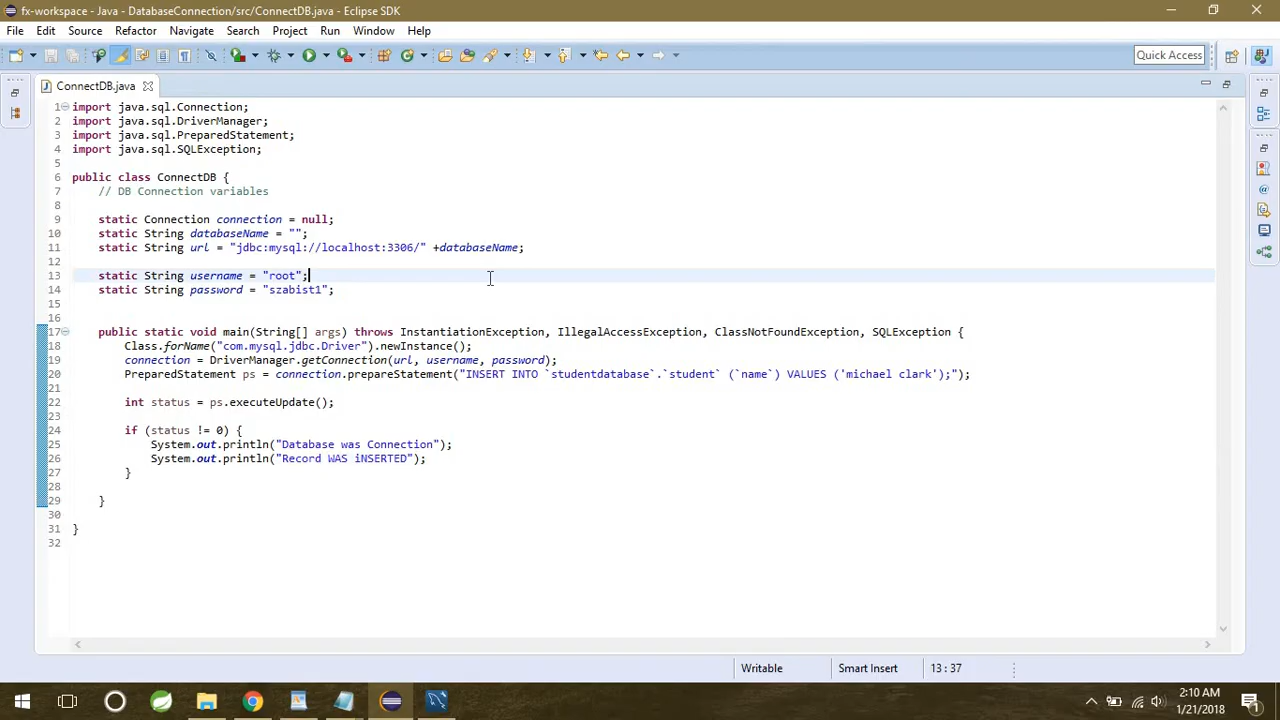 fx-workspace - Java - DatabaseConnection/src/ConnectDB.java - Eclipse SDK
File Edit Source Refactor Navigate Search Project Run Window Help
Quick Access
ConnectDB.java
1 import java.sql.Connection;
2 import java.sql.DriverManager;
3 import java.sql.PreparedStatement;
4 import java.sql.SQLException;
5
6 public class ConnectDB {
7 // DB Connection variables
8
9 static Connection connection = null;
10 static String databaseName = "";
11 static String url = "jdbc:mysql://localhost:3306/" +databaseName;
12
13 static String username = "root";
14 static String password = "szabist1";
15
16
17 public static void main(String[] args) throws InstantiationException, IllegalAccessException, ClassNotFoundException, SQLException {
18 Class.forName("com.mysql.jdbc.Driver").newInstance();
19 connection = DriverManager.getConnection(url, username, password);
20 PreparedStatement ps = connection.prepareStatement("INSERT INTO `studentdatabase`.`student` (`name`) VALUES ('michael clark');");
21
22 int status = ps.executeUpdate();
23
24 if (status != 0) {
25 System.out.println("Database was Connection");
26 System.out.println("Record WAS iNSERTED");
27 }
28
29 }
30
31 }
32
Writable Smart Insert 13 : 37
2:10 AM
1/21/2018